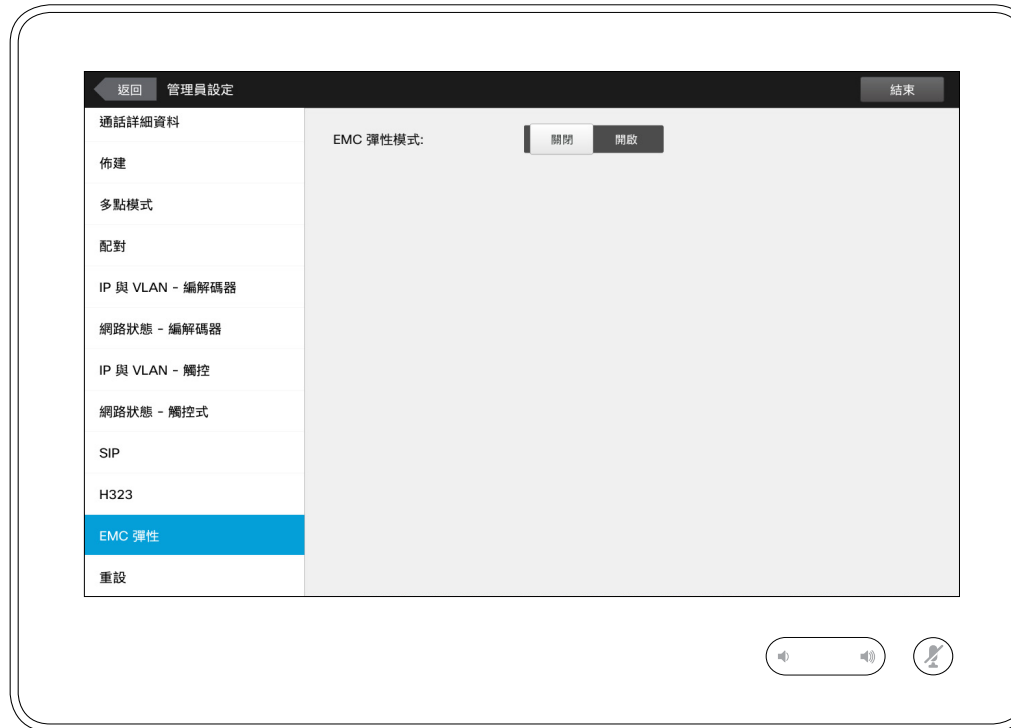 返回 管理員設定 結束
通話詳細資料
EMC 彈性模式: 關閉 開啟
佈建
多點模式
配對
IP 與 VLAN - 編解碼器
網路狀態 - 編解碼器
IP 與 VLAN - 觸控
網路狀態 - 觸控式
SIP
H323
EMC 彈性
重設